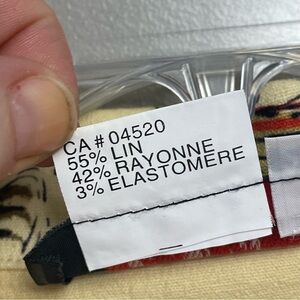 CA # 04520
55% LIN
42% RAYONNE
3% ELASTOMERE